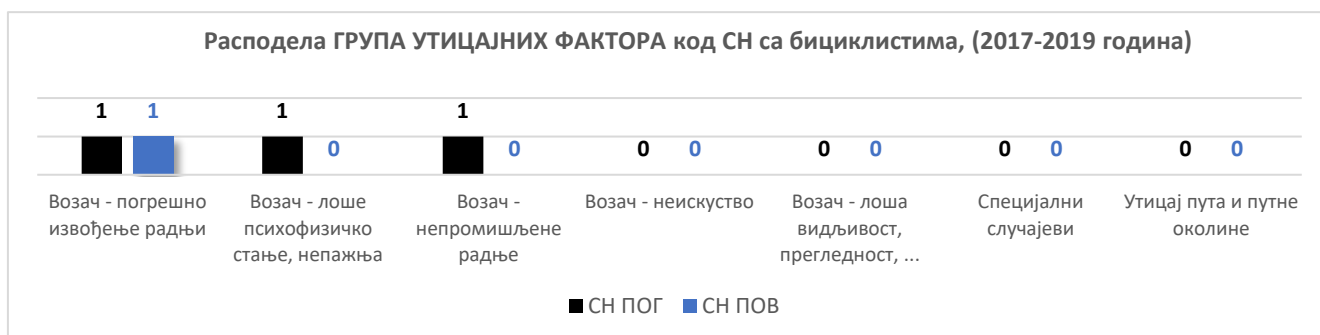 Расподела ГРУПА УТИЦАЈНИХ ФАКТОРА код СН са бициклистима, (2017-2019 година)
1 1 1 0 1 0 0 0 0 0 0 0 0 0
Возач - погрешно извођење радњи
Возач - лоше психофизичко стање, непажња
Возач - непромишљене радње
Возач - неискуство
Возач - лоша видљивост, прегледност, ...
Специјални случајеви
Утицај пута и путне околине
СН ПОГ СН ПОВ